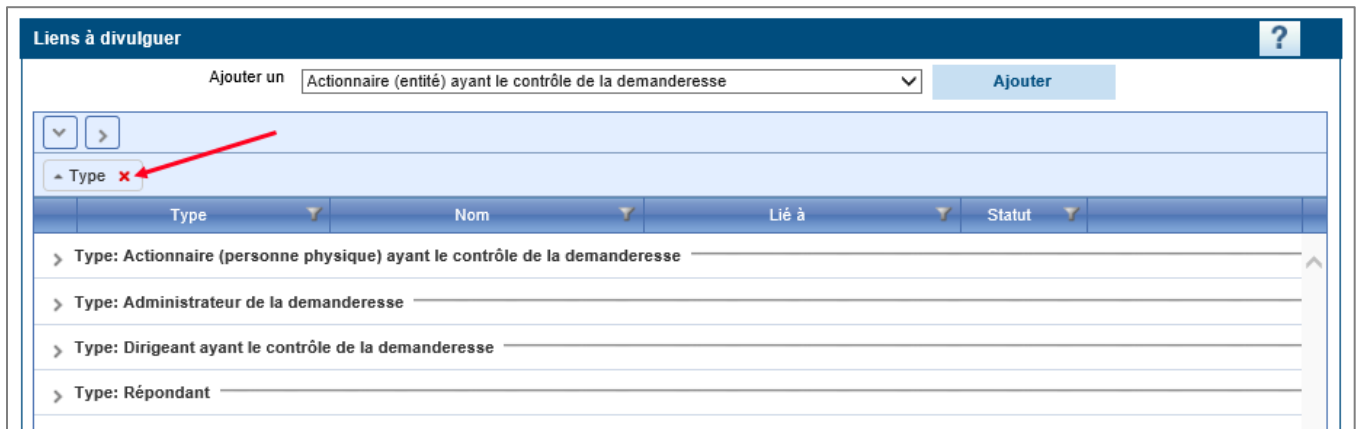 Liens à divulguer ?
Ajouter un Actionnaire (entité) ayant le contrôle de la demanderesse Ajouter
Type
Type Nom Lié à Statut
Type: Actionnaire (personne physique) ayant le contrôle de la demanderesse
Type: Administrateur de la demanderesse
Type: Dirigeant ayant le contrôle de la demanderesse
Type: Répondant